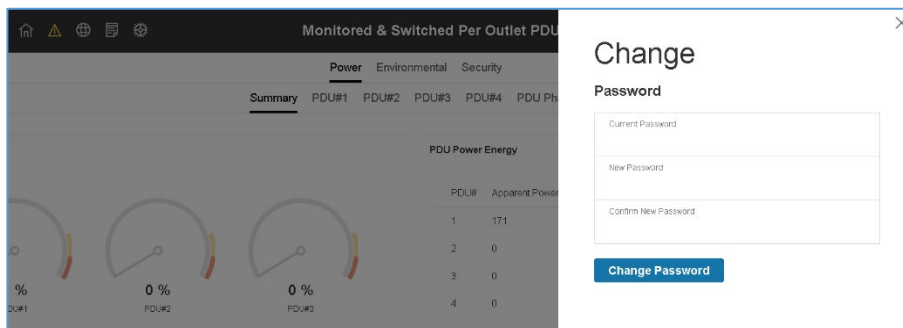 Monitored & Switched Per Outlet PDU
Power Environmental Security
Summary PDU#1 PDU#2 PDU#3 PDU#4 PDU Ph
PDU Power Energy
PDU# Apparent Power
1 171
2 0
3 0
4 0
% 0 % 0 %
PDU#1 PDU#2 PDU#3
Change
Password
Current Password
New Password
Confirm New Password
Change Password